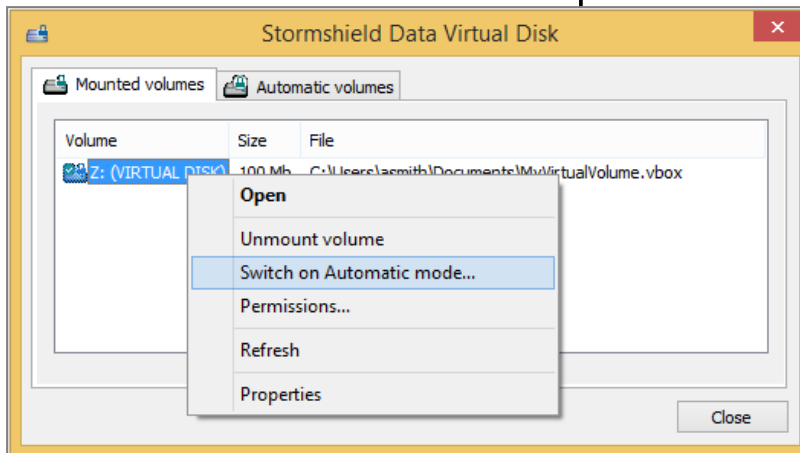 Stormshield Data Virtual Disk
Mounted volumes Automatic volumes
Volume Size File
Z: (VIRTUAL DISK) 100 Mb C:\Users\asmith\Documents\MyVirtualVolume.vbox
Open
Unmount volume
Switch on Automatic mode...
Permissions...
Refresh
Properties
Close